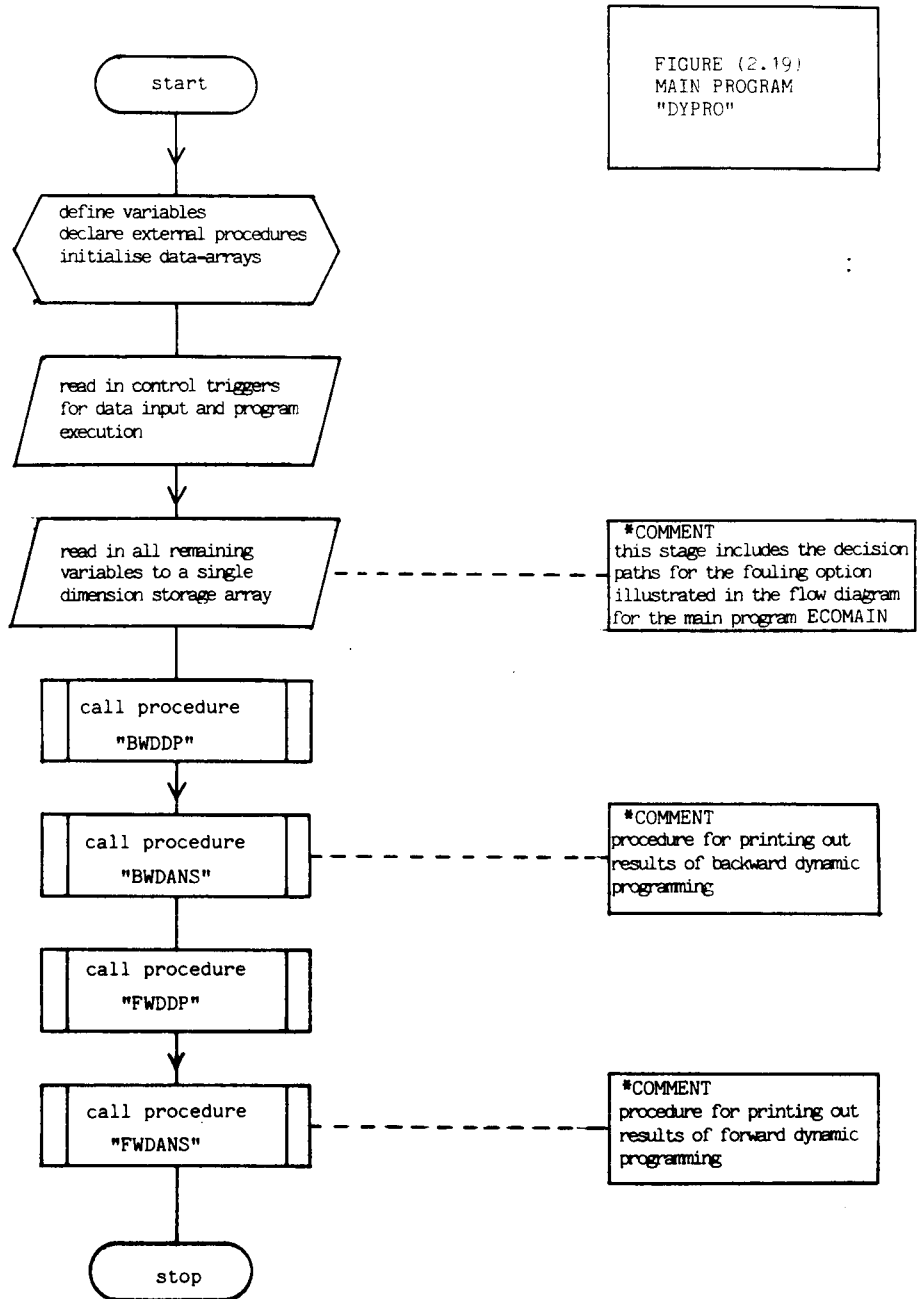 FIGURE (2.19)
MAIN PROGRAM
"DYPRO"
start
define variables
declare external procedures
initialise data-arrays
read in control triggers
for data input and program
execution
read in all remaining
variables to a single
dimension storage array
*COMMENT
this stage includes the decision
paths for the fouling option
illustrated in the flow diagram
for the main program ECOMAIN
call procedure
"BWDDP"
call procedure
"BWDANS"
*COMMENT
procedure for printing out
results of backward dynamic
programming
call procedure
"FWDDP"
call procedure
"FWDANS"
*COMMENT
procedure for printing out
results of forward dynamic
programming
stop